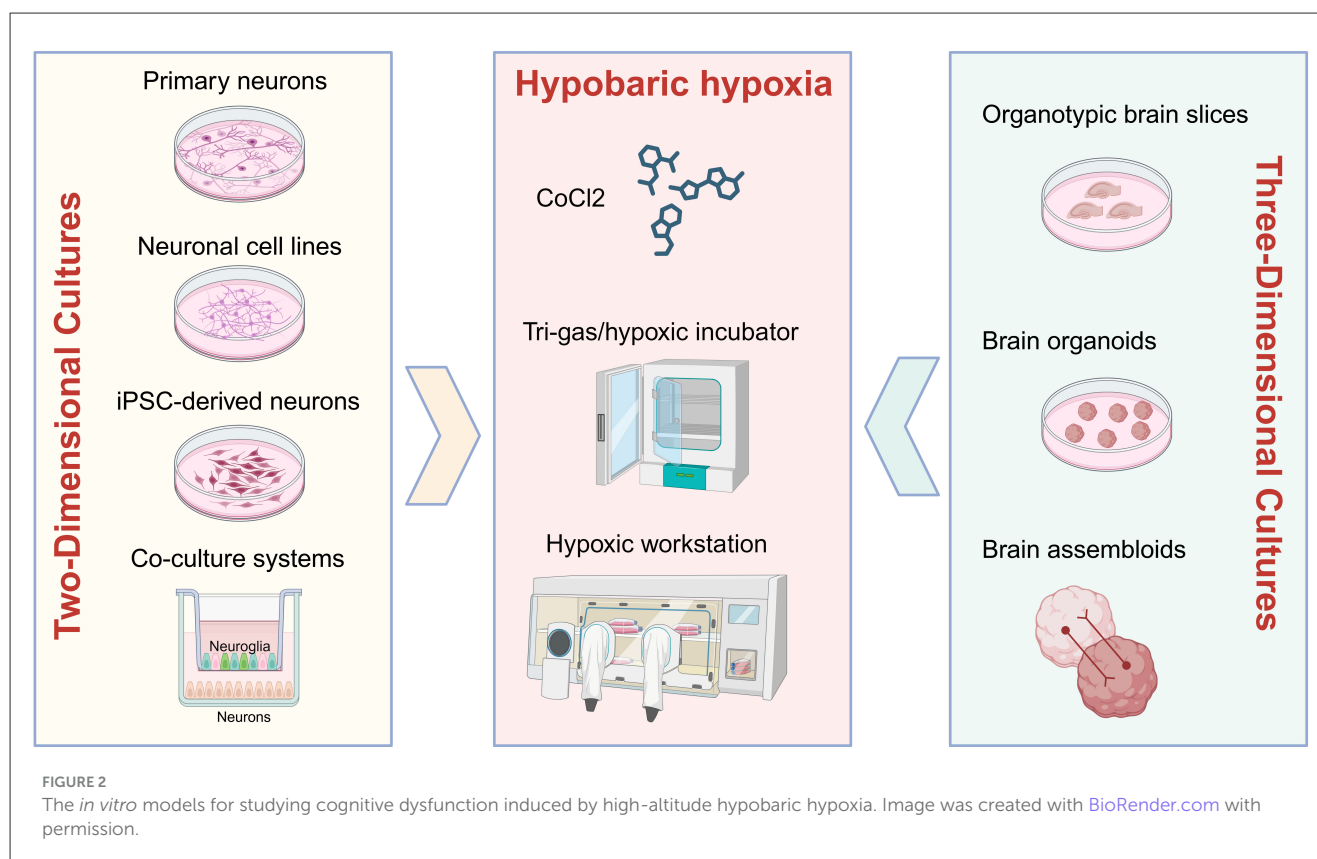 Two-Dimensional Cultures
Primary neurons
Neuronal cell lines
iPSC-derived neurons
Co-culture systems
Neuroglia
Neurons
Hypobaric hypoxia
CoCl2
Tri-gas/hypoxic incubator
Hypoxic workstation
Organotypic brain slices
Brain organoids
Brain assembloids
Three-Dimensional Cultures
FIGURE 2
The in vitro models for studying cognitive dysfunction induced by high-altitude hypobaric hypoxia. Image was created with BioRender.com with
permission.